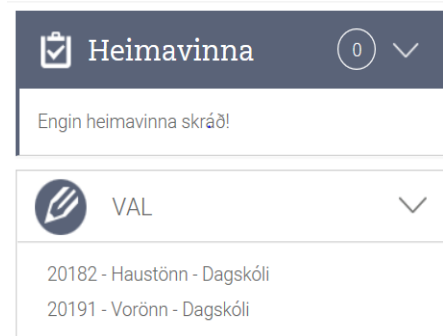 Heimavinna 0
Engin heimavinna skráð!
VAL
20182 - Haustönn - Dagskóli
20191 - Vorönn - Dagskóli